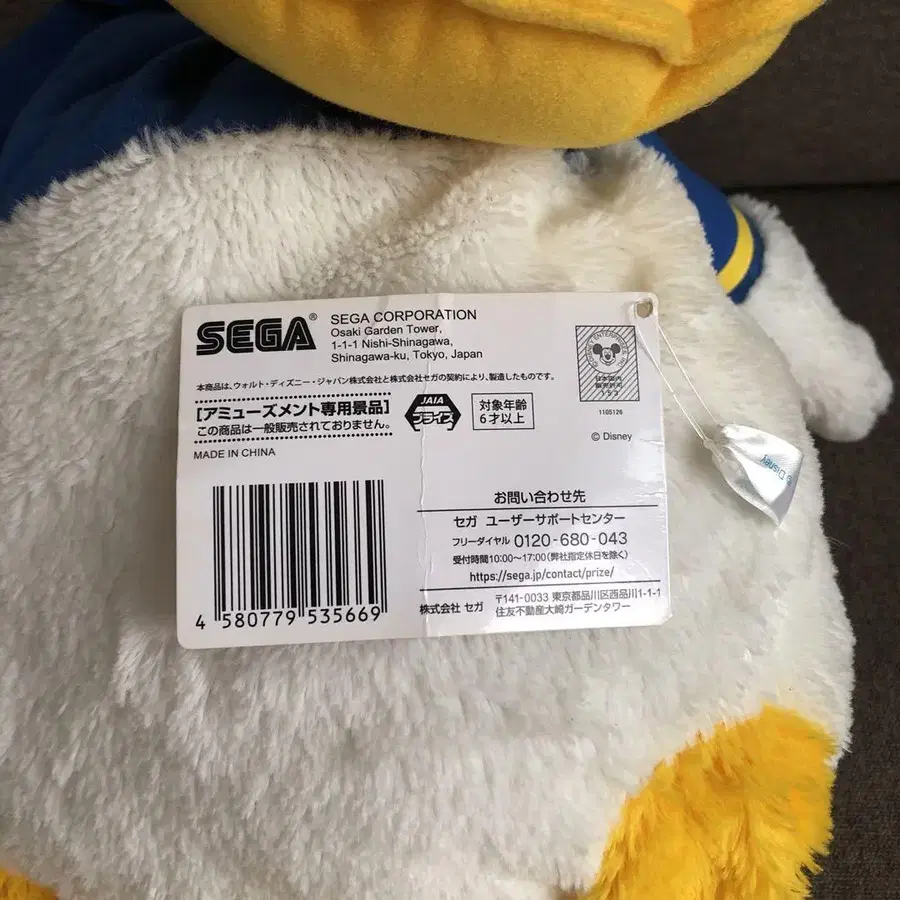 SEGA®
SEGA CORPORATION
Osaki Garden Tower,
1-1-1 Nishi-Shinagawa,
Shinagawa-ku, Tokyo, Japan
本商品は、ウォルト・ディズニー・ジャパン株式会社と株式会社セガの契約により、製造したものです。
[アミューズメント専用景品]
この商品は一般販売されておりません。
JAIA
プライズ
対象年齢
6才以上
MADE IN CHINA
日本国内
販売許可
1105126
© Disney
© Disney
4 580779 535669
お問い合わせ先
セガ ユーザーサポートセンター
フリーダイヤル 0120-680-043
受付時間10:00〜17:00(弊社指定休日を除く)
https://sega.jp/contact/prize/
株式会社 セガ
〒141-0033 東京都品川区西品川1-1-1
住友不動産大崎ガーデンタワー